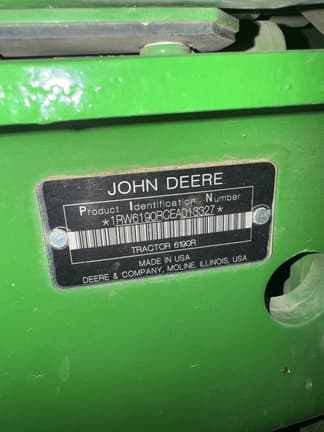 JOHN DEERE
Product Identification Number
*1RW6190RCEA013327*
TRACTOR 6190R
MADE IN USA
DEERE & COMPANY, MOLINE, ILLINOIS, USA